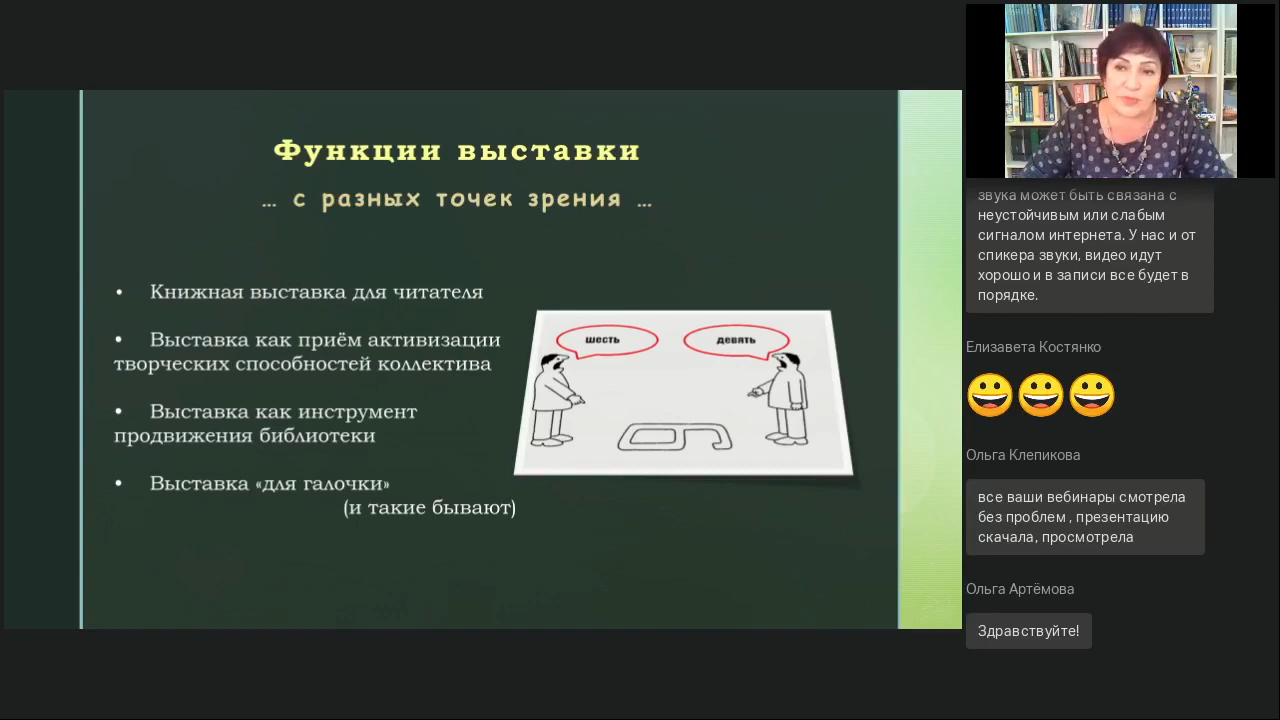 Функции выставки
... с разных точек зрения ...
• Книжная выставка для читателя
• Выставка как приём активизации
творческих способностей коллектива
• Выставка как инструмент
продвижения библиотеки
• Выставка «для галочки»
(и такие бывают)
шесть
девять
звука может быть связана с
неустойчивым или слабым
сигналом интернета. У нас и от
спикера звуки, видео идут
хорошо и в записи все будет в
порядке.
Елизавета Костянко
Ольга Клепикова
все ваши вебинары смотрела
без проблем , презентацию
скачала, просмотрела
Ольга Артёмова
Здравствуйте!